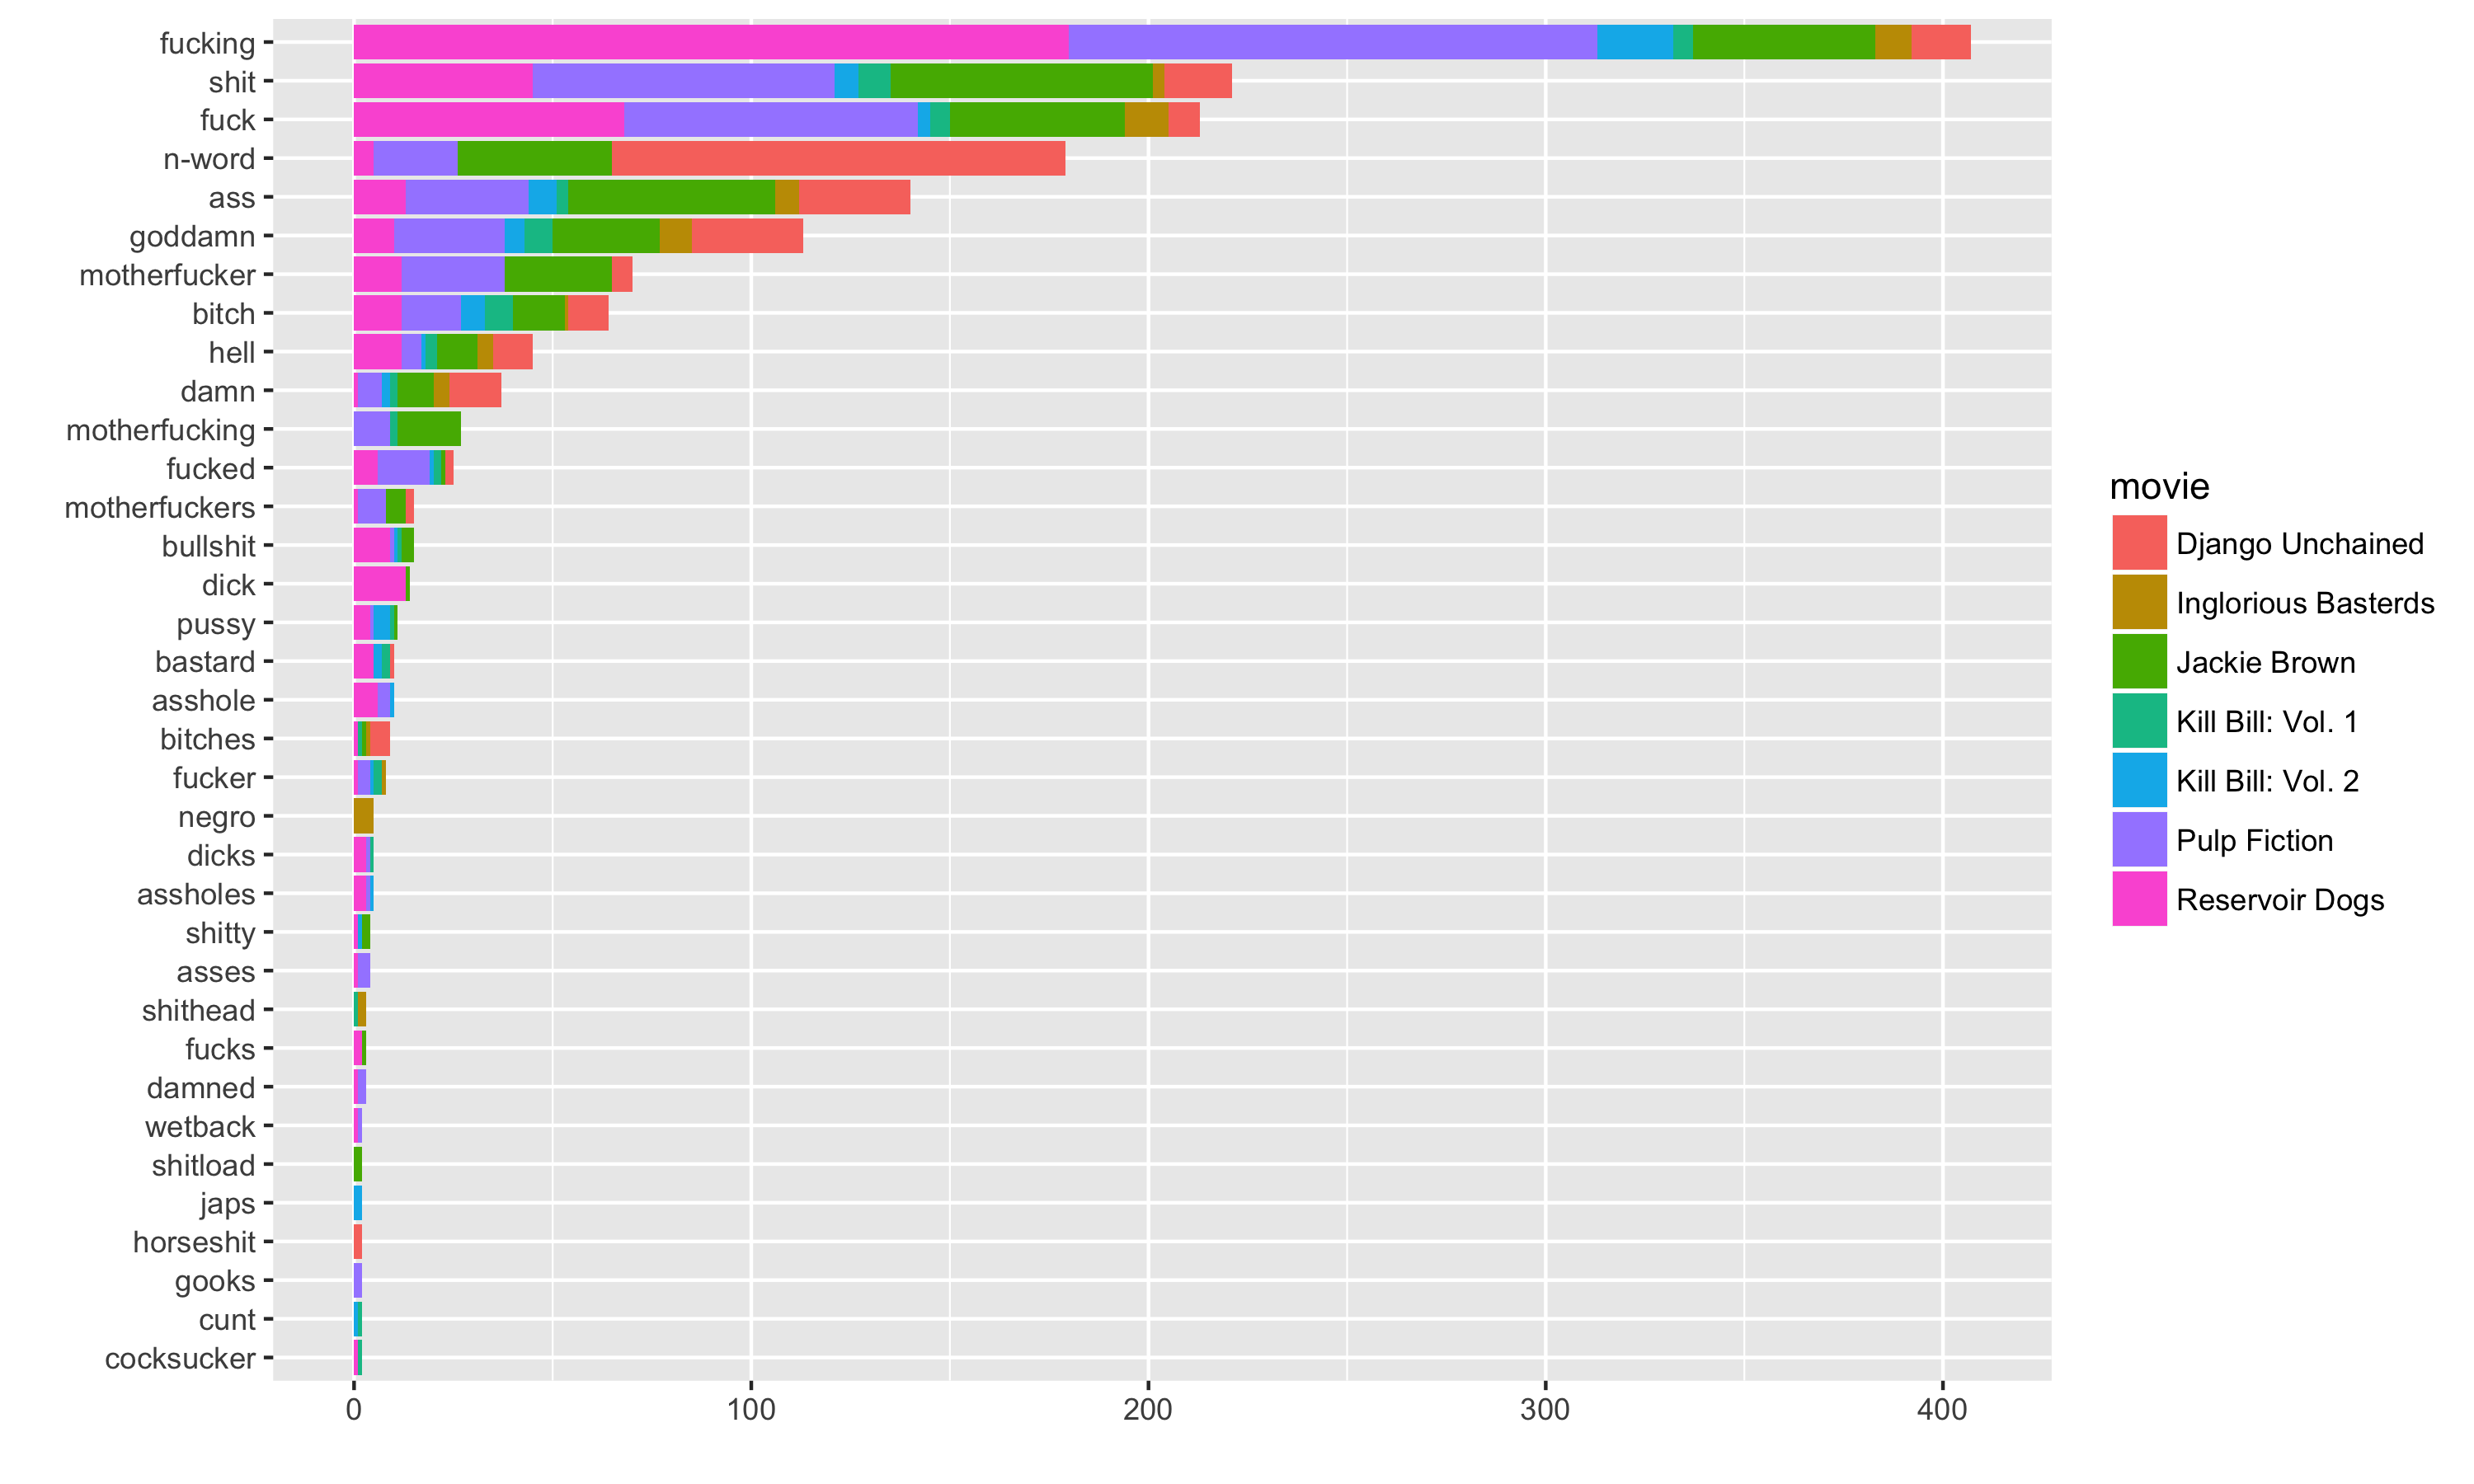 fucking
shit
fuck
n-word
ass
goddamn
motherfucker
bitch
hell
damn
motherfucking
fucked
motherfuckers
bullshit
dick
pussy
bastard
asshole
bitches
fucker
negro
dicks
assholes
shitty
asses
shithead
fucks
damned
wetback
shitload
japs
horseshit
gooks
cunt
cocksucker
0 100 200 300 400
movie
Django Unchained
Inglorious Basterds
Jackie Brown
Kill Bill: Vol. 1
Kill Bill: Vol. 2
Pulp Fiction
Reservoir Dogs